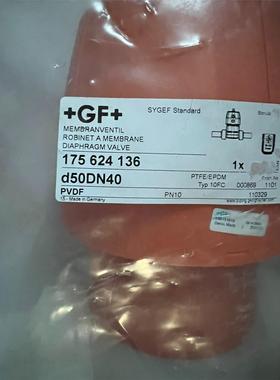 +GF+
SYGEF Standard
MEMBRANVENTIL
ROBINET A MEMBRANE
DIAPHRAGM VALVE
175 624 136
1x
d50DN40
PTFE/EPDM
Typ 10FC
000869
1101
PVDF
PN10
110329
Made in Germany